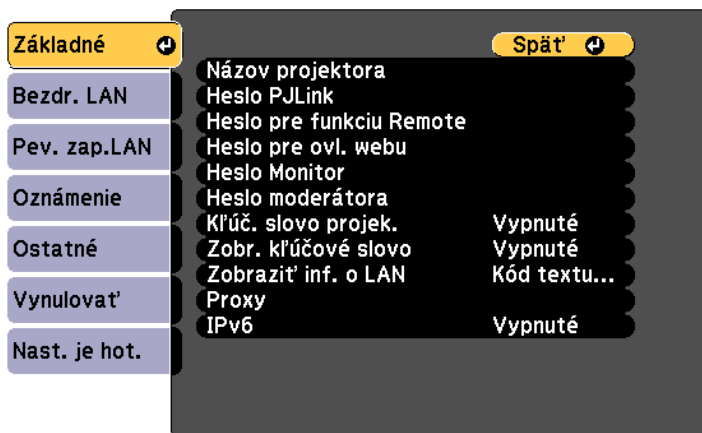 Základné
Bezdr. LAN
Pev. zap.LAN
Oznámenie
Ostatné
Vynulovať
Nast. je hot.
Späť
Názov projektora
Heslo PJLink
Heslo pre funkciu Remote
Heslo pre ovl. webu
Heslo Monitor
Heslo moderátora
Kľúč. slovo projek. Vypnuté
Zobr. kľúčové slovo Vypnuté
Zobraziť inf. o LAN Kód textu...
Proxy
IPv6 Vypnuté